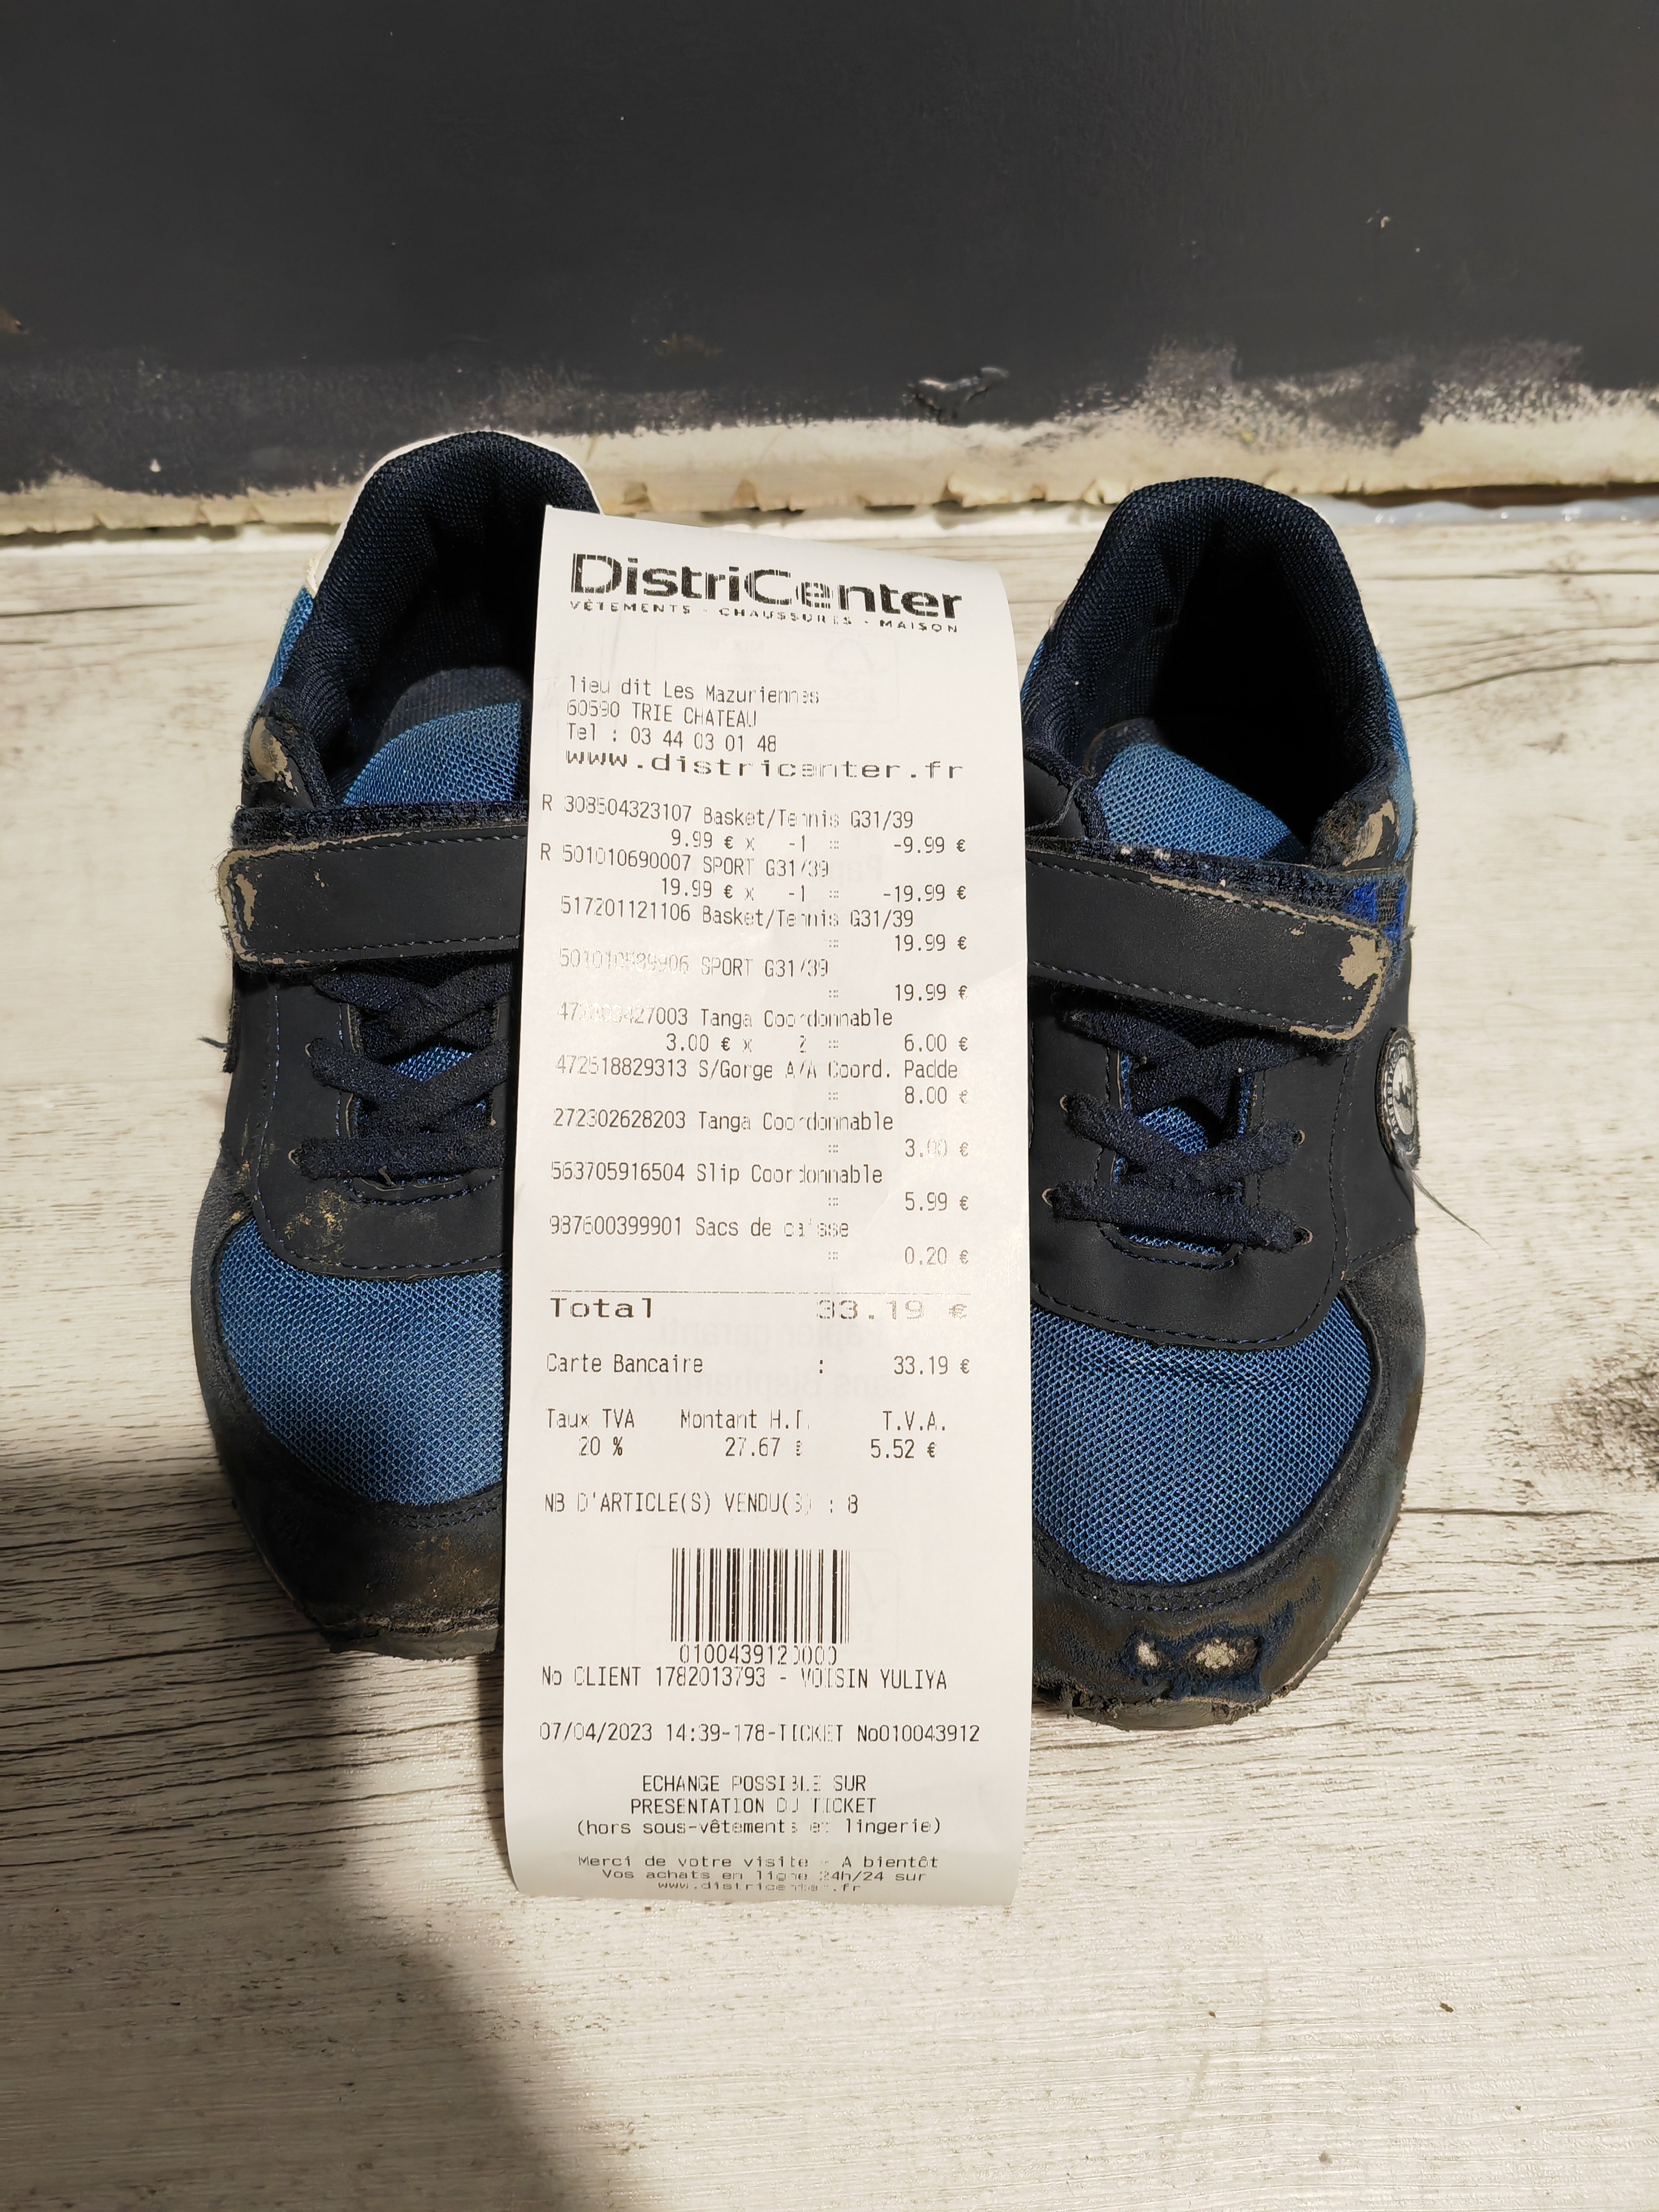 DistriCenter
VÊTEMENTS - CHAUSSURES - MAISON
lieu dit Les Mazuriennes
60590 TRIE CHATEAU
Tel : 03 44 03 01 48
www.districenter.fr
R 308504323107 Basket/Tennis G31/39
9.99 € x -1 = -9.99 €
R 501010690007 SPORT G31/39
19.99 € x -1 = -19.99 €
517201121106 Basket/Tennis G31/39
= 19.99 €
SPORT G31/39
= 19.99 €
Tanga Coordonnable
3.00 € x 2 = 6.00 €
472518829313 S/Gorge A/A Coord. Padde
= 8.00 €
272302628203 Tanga Coordonnable
= 3.00 €
563705916504 Slip Coordonnable
= 5.99 €
987600399901 Sacs de caisse
= 0.20 €
Total 33.19 €
Carte Bancaire : 33.19 €
Taux TVA Montant H.T. T.V.A.
20 % 27.67 € 5.52 €
NB D'ARTICLE(S) VENDU(S) : 8
0100439120000
No CLIENT 1782013793 - VOISIN YULIYA
07/04/2023 14:39-178-TICKET No010043912
ECHANGE POSSIBLE SUR
PRESENTATION DU TICKET
(hors sous-vêtements et lingerie)
Merci de votre visite - A bientôt
Vos achats en ligne 24h/24 sur
www.districenter.fr